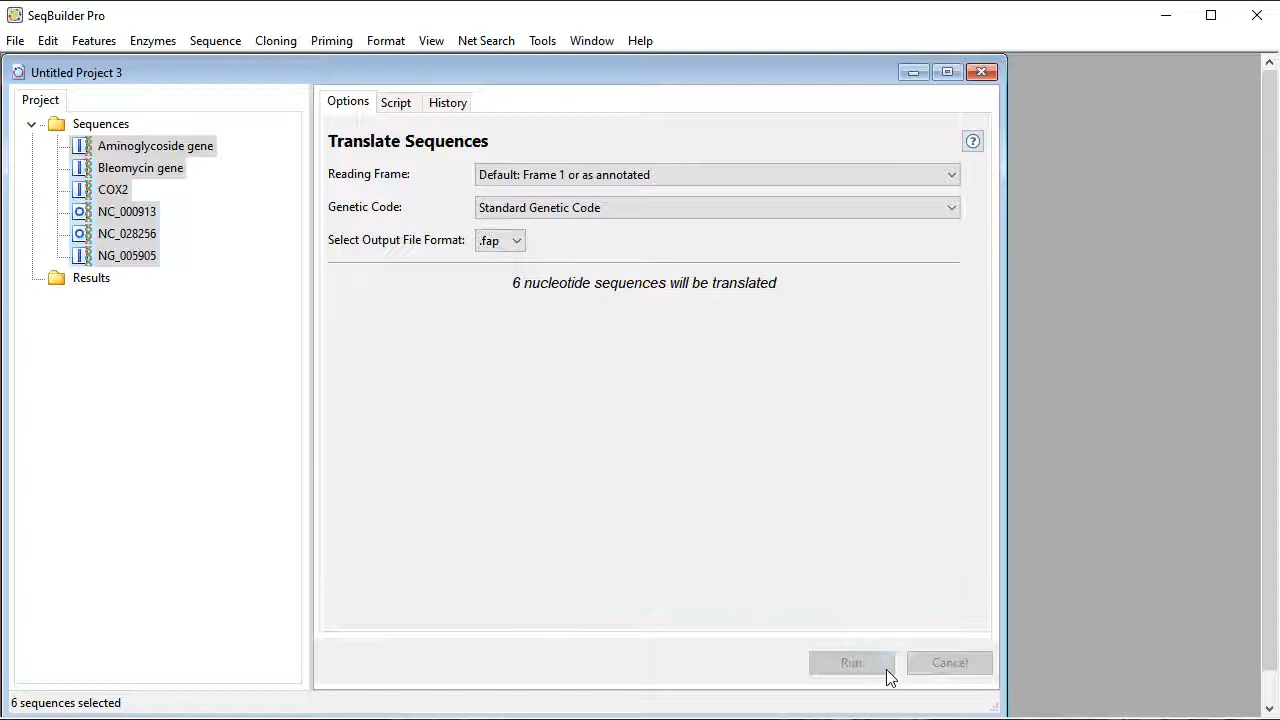 SeqBuilder Pro
File Edit Features Enzymes Sequence Cloning Priming Format View Net Search Tools Window Help
Untitled Project 3
Project
Sequences
Aminoglycoside gene
Bleomycin gene
COX2
NC_000913
NC_028256
NG_005905
Results
Options Script History
Translate Sequences
Reading Frame: Default: Frame 1 or as annotated
Genetic Code: Standard Genetic Code
Select Output File Format: .fap
6 nucleotide sequences will be translated
Run Cancel
6 sequences selected